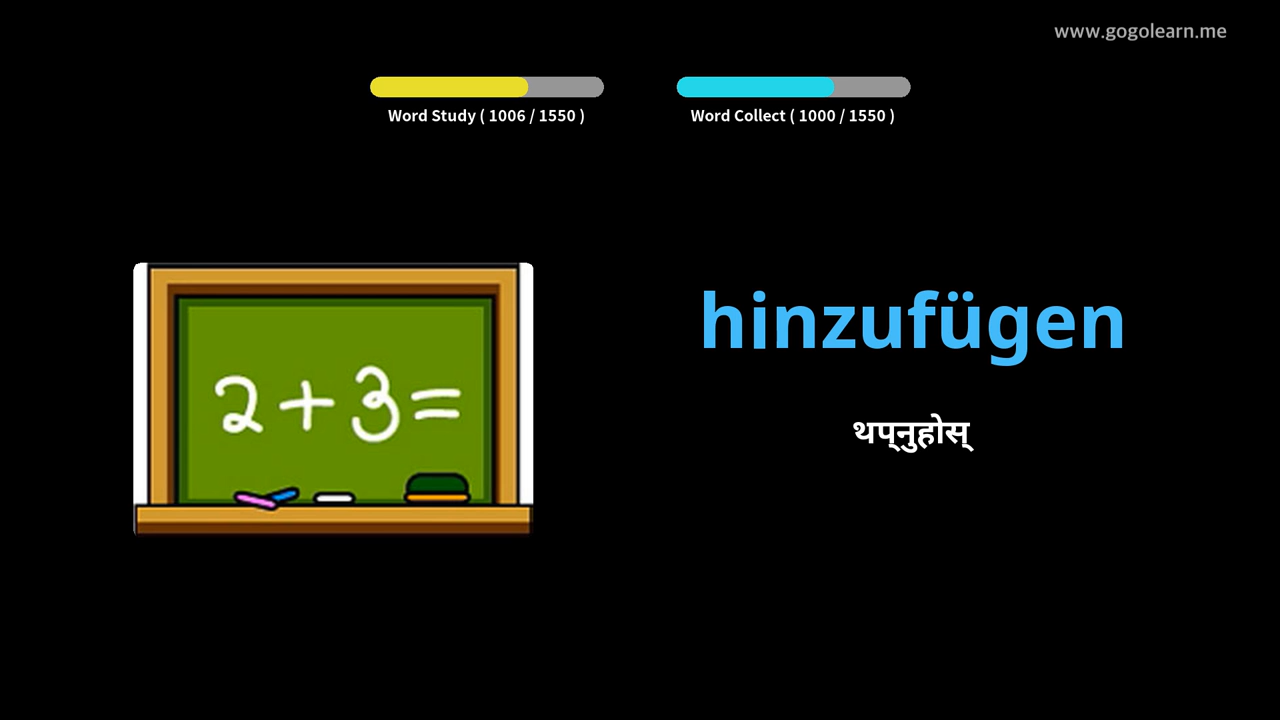 www.gogolearn.me
Word Study ( 1006 / 1550 )
Word Collect ( 1000 / 1550 )
2+3=
hinzufügen
थप्नुहोस्